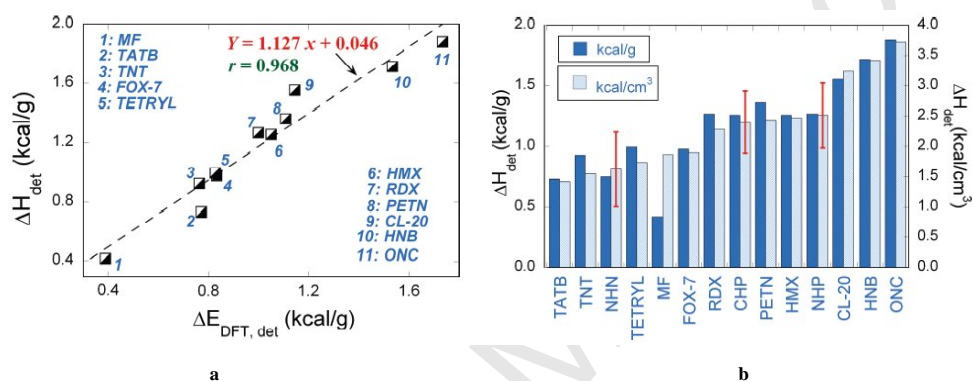 2.0
1.6
1.2
0.8
0.4
ΔH_det (kcal/g)
1: MF
2: TATB
3: TNT
4: FOX-7
5: TETRYL
Y = 1.127 x + 0.046
r = 0.968
1
2
3
4
5
6
7
8
9
10
11
6: HMX
7: RDX
8: PETN
9: CL-20
10: HNB
11: ONC
0.4 0.8 1.2 1.6
ΔE_DFT, det (kcal/g)
a
2.0
1.5
1.0
0.5
0.0
ΔH_det (kcal/g)
kcal/g
kcal/cm³
4.0
3.5
3.0
2.5
2.0
1.5
1.0
0.5
0.0
ΔH_det (kcal/cm³)
TATB
TNT
NHN
TETRYL
MF
FOX-7
RDX
CHP
PETN
HMX
NHP
CL-20
HNB
ONC
b